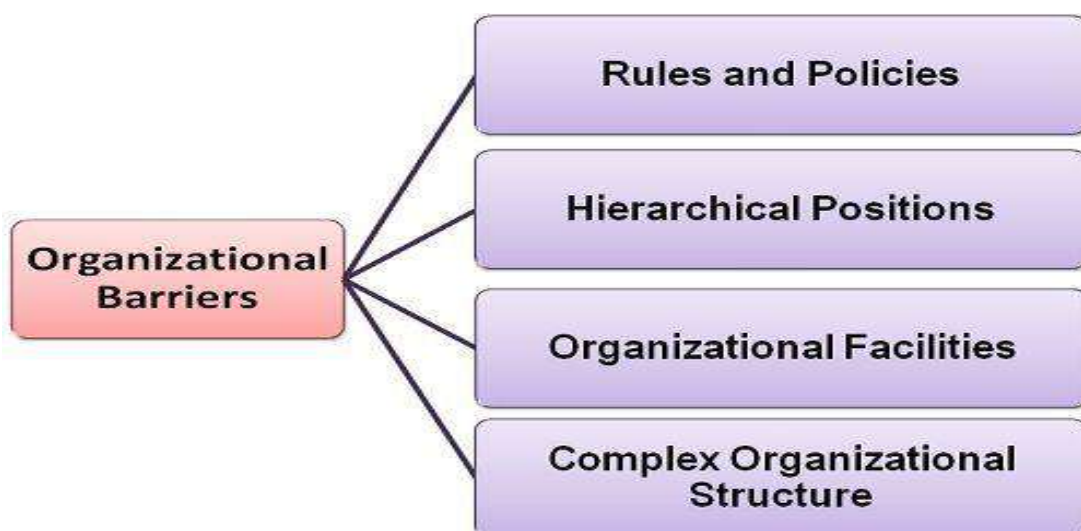 Organizational
Barriers
Rules and Policies
Hierarchical Positions
Organizational Facilities
Complex Organizational
Structure